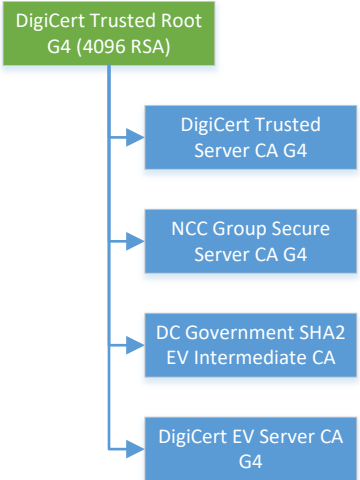 DigiCert Trusted Root
G4 (4096 RSA)
DigiCert Trusted
Server CA G4
NCC Group Secure
Server CA G4
DC Government SHA2
EV Intermediate CA
DigiCert EV Server CA
G4